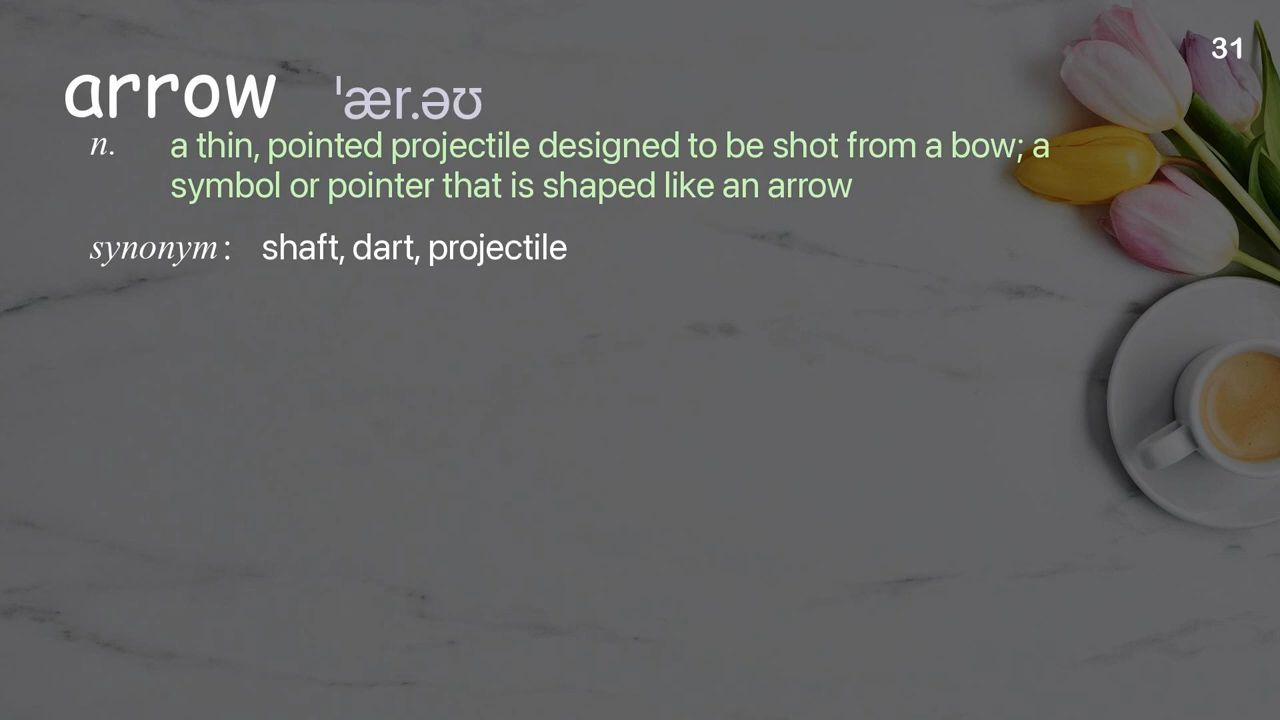 31
arrow ˈær.əʊ
n. a thin, pointed projectile designed to be shot from a bow; a
symbol or pointer that is shaped like an arrow
synonym: shaft, dart, projectile